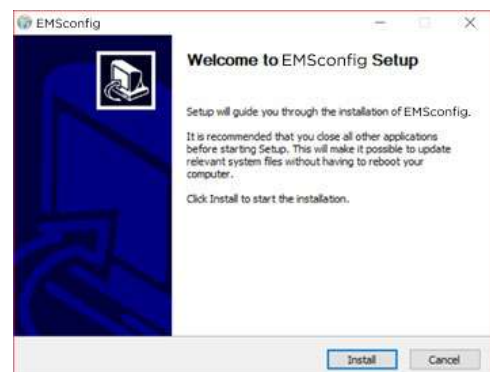 EMSconfig
Welcome to EMSconfig Setup
Setup will guide you through the installation of EMSconfig.
It is recommended that you close all other applications
before starting Setup. This will make it possible to update
relevant system files without having to reboot your
computer.
Click Install to start the installation.
Install Cancel